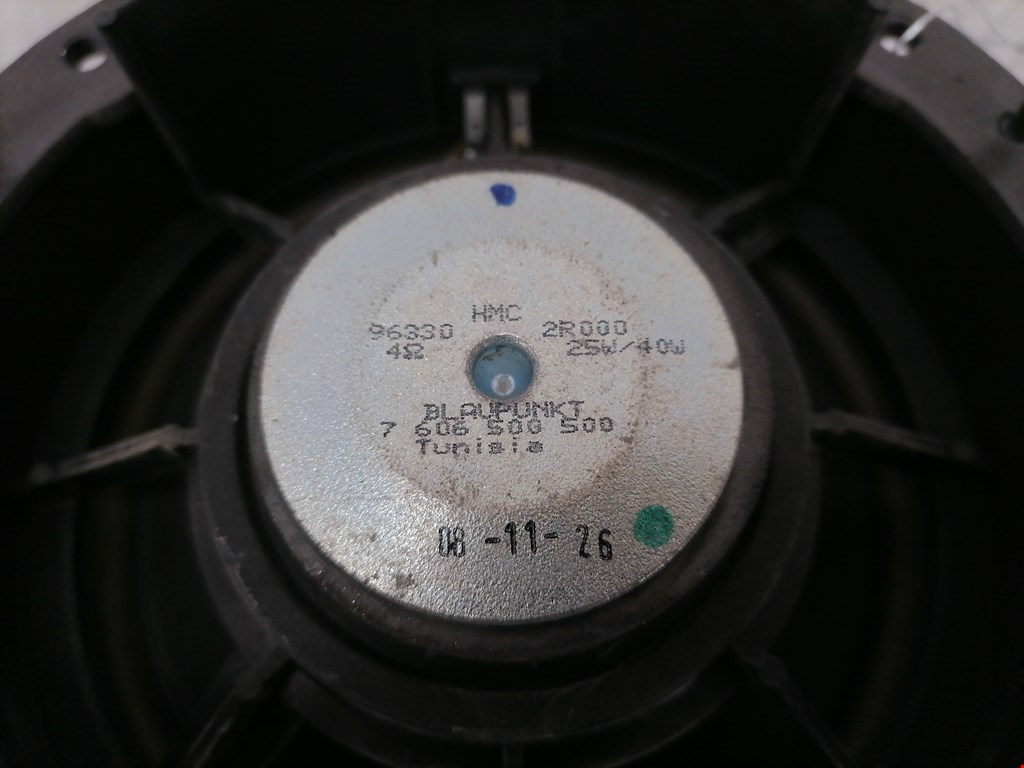 HMC
96330 2R000
4Ω 25W/40W
BLAUPUNKT
7 606 500 500
Tunisia
08 -11- 26